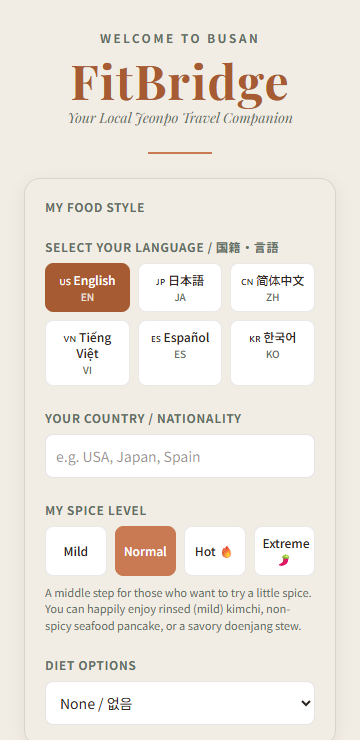 WELCOME TO BUSAN
FitBridge
Your Local Jeonpo Travel Companion
MY FOOD STYLE
SELECT YOUR LANGUAGE / 国籍・言語
US English
EN
JP 日本語
JA
CN 简体中文
ZH
VN Tiếng
Việt
VI
ES Español
ES
KR 한국어
KO
YOUR COUNTRY / NATIONALITY
e.g. USA, Japan, Spain
MY SPICE LEVEL
Mild
Normal
Hot 🔥
Extreme
🌶️
A middle step for those who want to try a little spice.
You can happily enjoy rinsed (mild) kimchi, non-
spicy seafood pancake, or a savory doenjang stew.
DIET OPTIONS
None / 없음